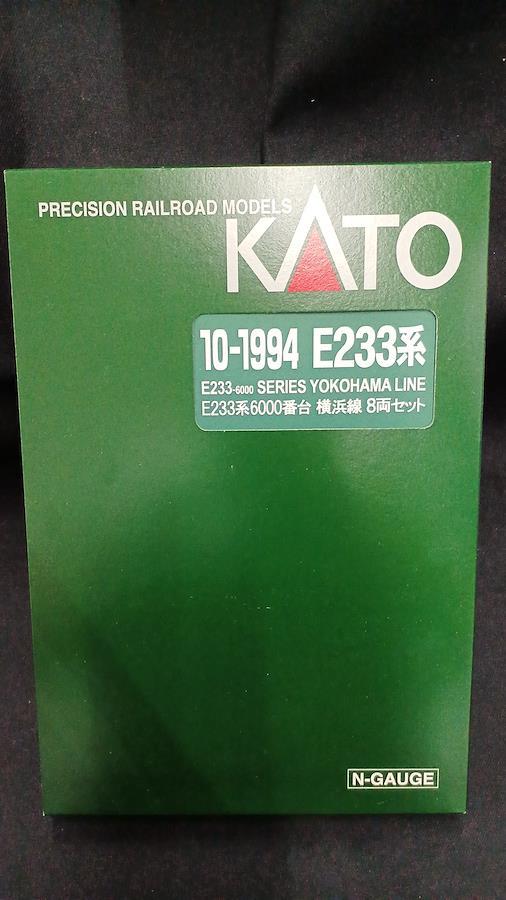 PRECISION RAILROAD MODELS
KATO
10-1994 E233系
E233-6000 SERIES YOKOHAMA LINE
E233系6000番台 横浜線 8両セット
N-GAUGE